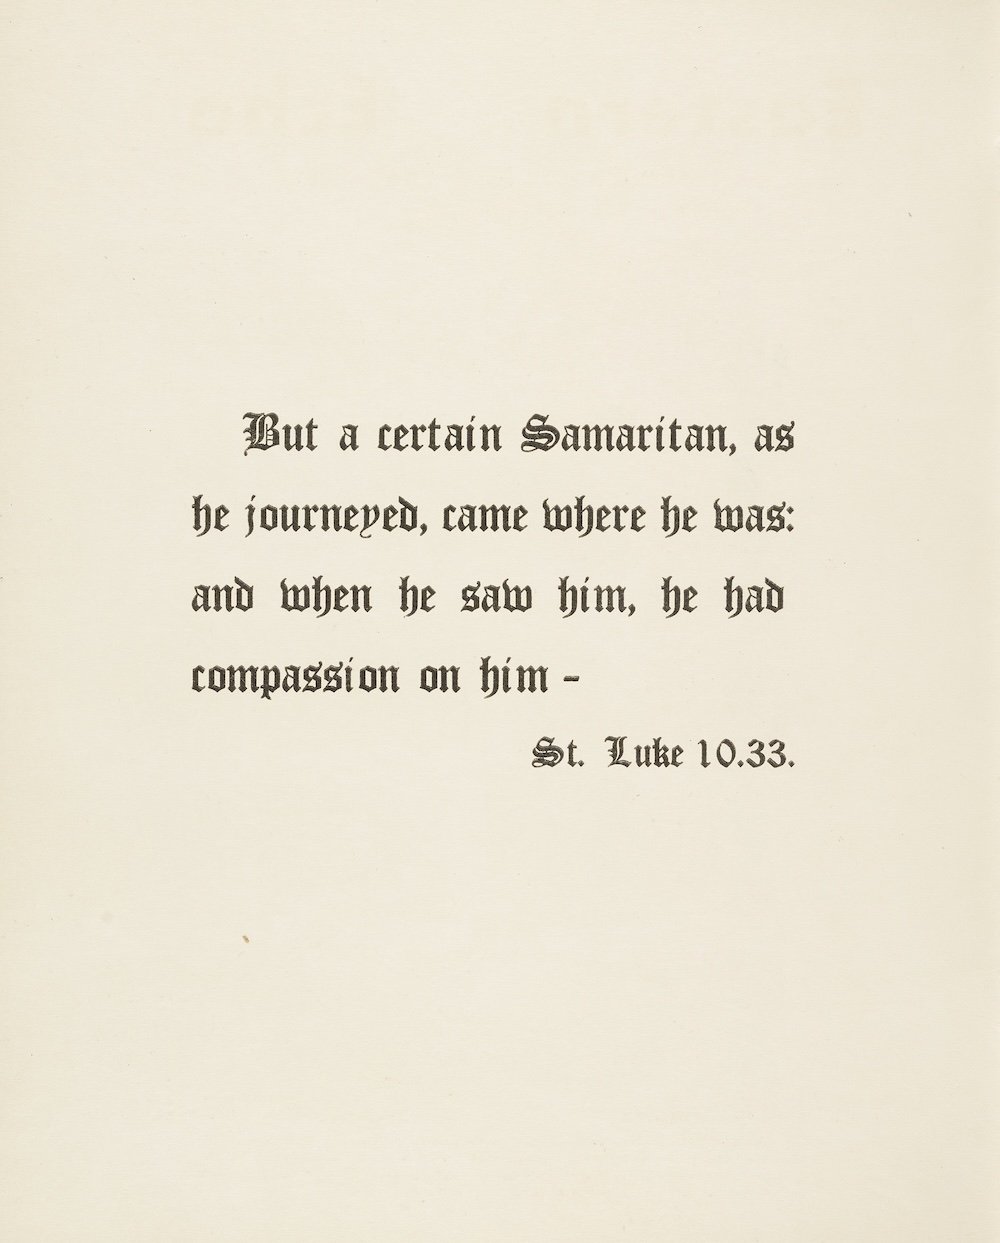 But a certain Samaritan, as
he journeyed, came where he was:
and when he saw him, he had
compassion on him -
St. Luke 10.33.